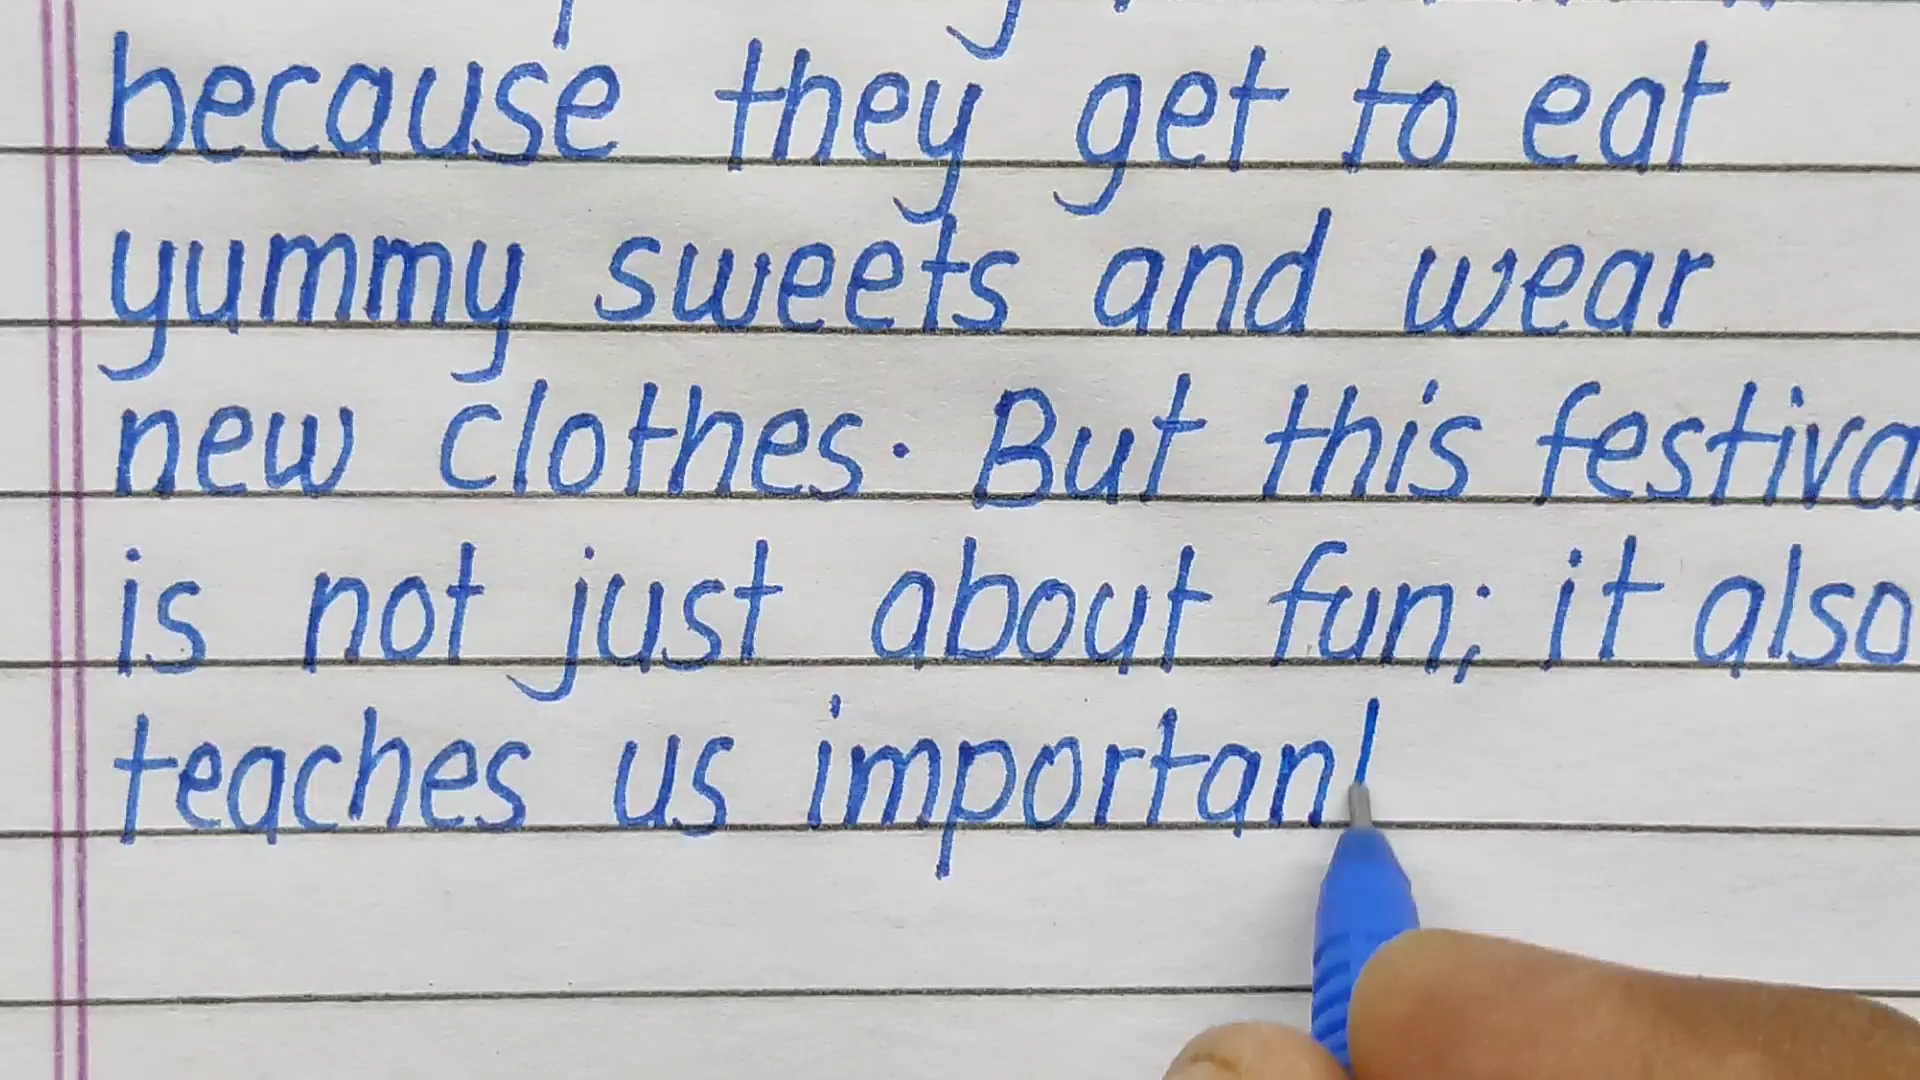 because they get to eat
yummy sweets and wear
new clothes. But this festiva
is not just about fun; it also
teaches us importan